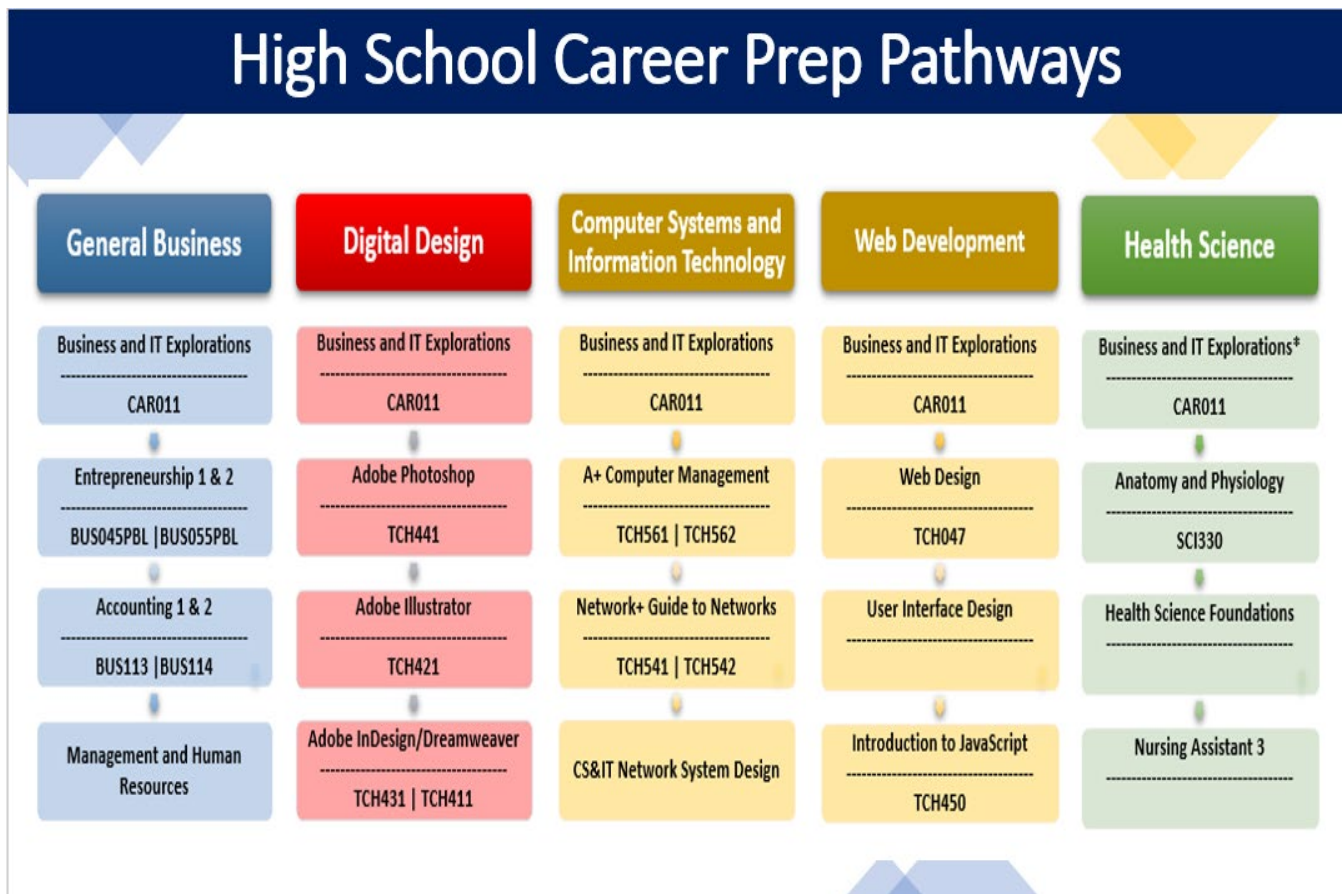 High School Career Prep Pathways
General Business
Business and IT Explorations
------------------------------------
CAR011
Entrepreneurship 1 & 2
------------------------------------
BUS045PBL |BUS055PBL
Accounting 1 & 2
------------------------------------
BUS113 |BUS114
Management and Human
Resources
Digital Design
Business and IT Explorations
------------------------------------
CAR011
Adobe Photoshop
------------------------------------
TCH441
Adobe Illustrator
------------------------------------
TCH421
Adobe InDesign/Dreamweaver
------------------------------------
TCH431 | TCH411
Computer Systems and
Information Technology
Business and IT Explorations
------------------------------------
CAR011
A+ Computer Management
------------------------------------
TCH561 | TCH562
Network+ Guide to Networks
------------------------------------
TCH541 | TCH542
CS&IT Network System Design
Web Development
Business and IT Explorations
------------------------------------
CAR011
Web Design
------------------------------------
TCH047
User Interface Design
------------------------------------
Introduction to JavaScript
------------------------------------
TCH450
Health Science
Business and IT Explorations*
------------------------------------
CAR011
Anatomy and Physiology
------------------------------------
SCI330
Health Science Foundations
------------------------------------
Nursing Assistant 3
------------------------------------